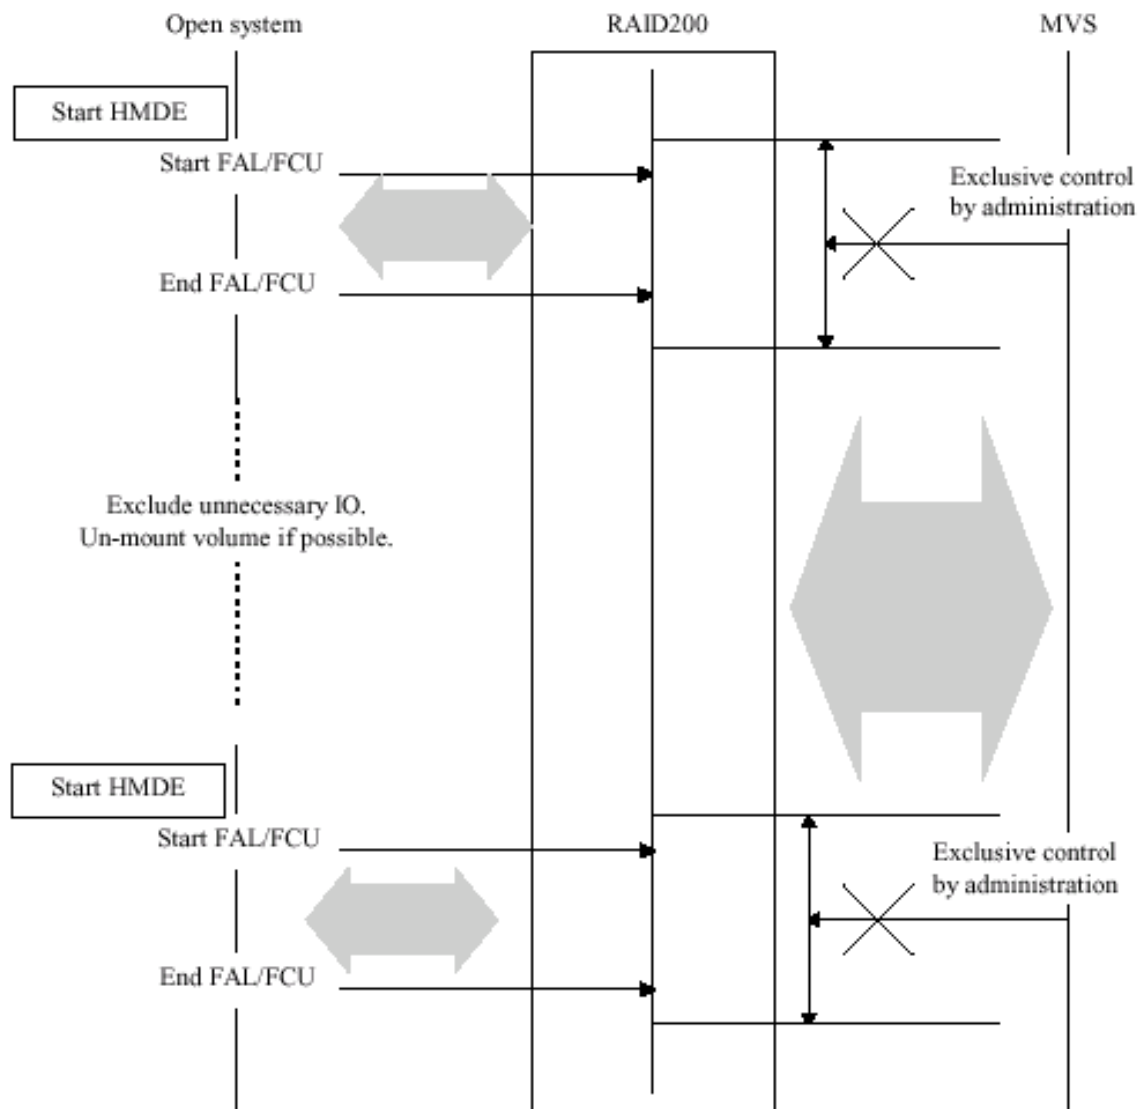 Open system
RAID200
MVS
Start HMDE
Start FAL/FCU
Exclusive control
by administration
End FAL/FCU
Exclude unnecessary IO.
Un-mount volume if possible.
Start HMDE
Start FAL/FCU
Exclusive control
by administration
End FAL/FCU